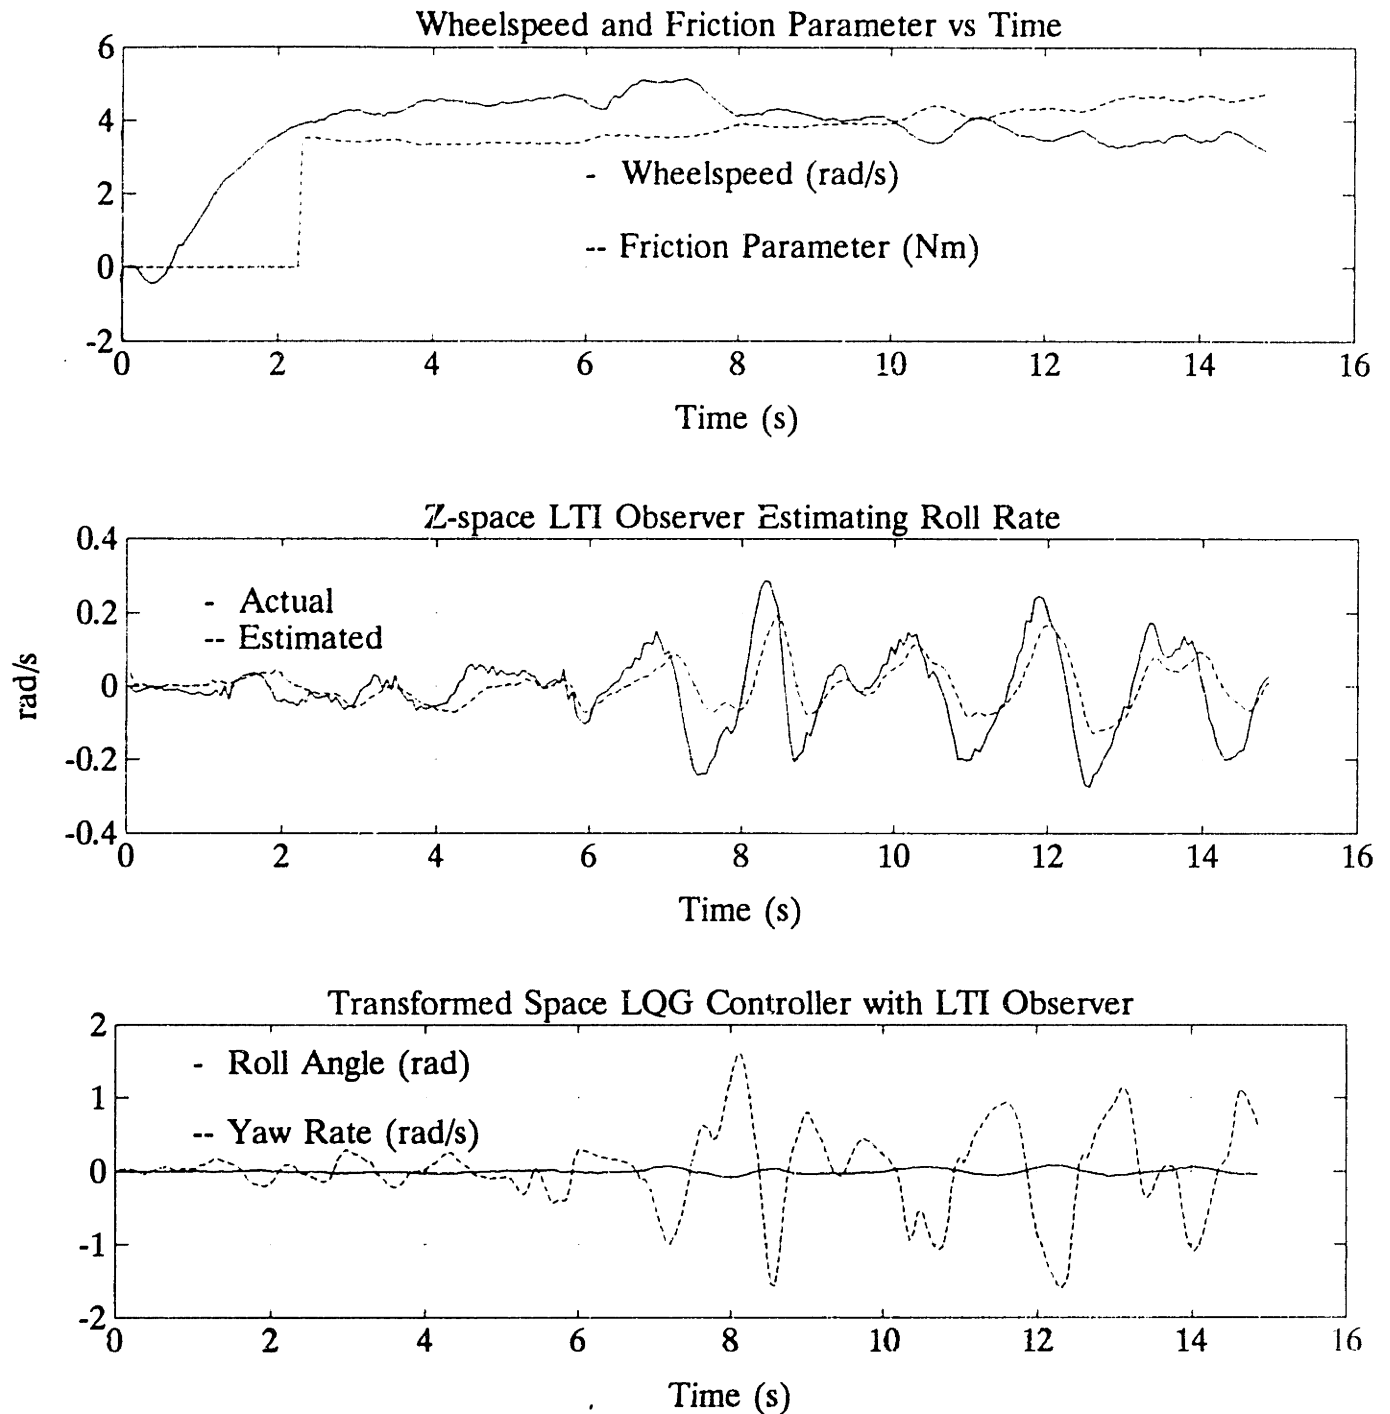 Wheelspeed and Friction Parameter vs Time
6
4
2
0
-2
- Wheelspeed (rad/s)
-- Friction Parameter (Nm)
0 2 4 6 8 10 12 14 16
Time (s)
Z-space LTI Observer Estimating Roll Rate
0.4
0.2
0
-0.2
-0.4
rad/s
- Actual
-- Estimated
0 2 4 6 8 10 12 14 16
Time (s)
Transformed Space LQG Controller with LTI Observer
2
1
0
-1
-2
- Roll Angle (rad)
-- Yaw Rate (rad/s)
0 2 4 6 8 10 12 14 16
Time (s)